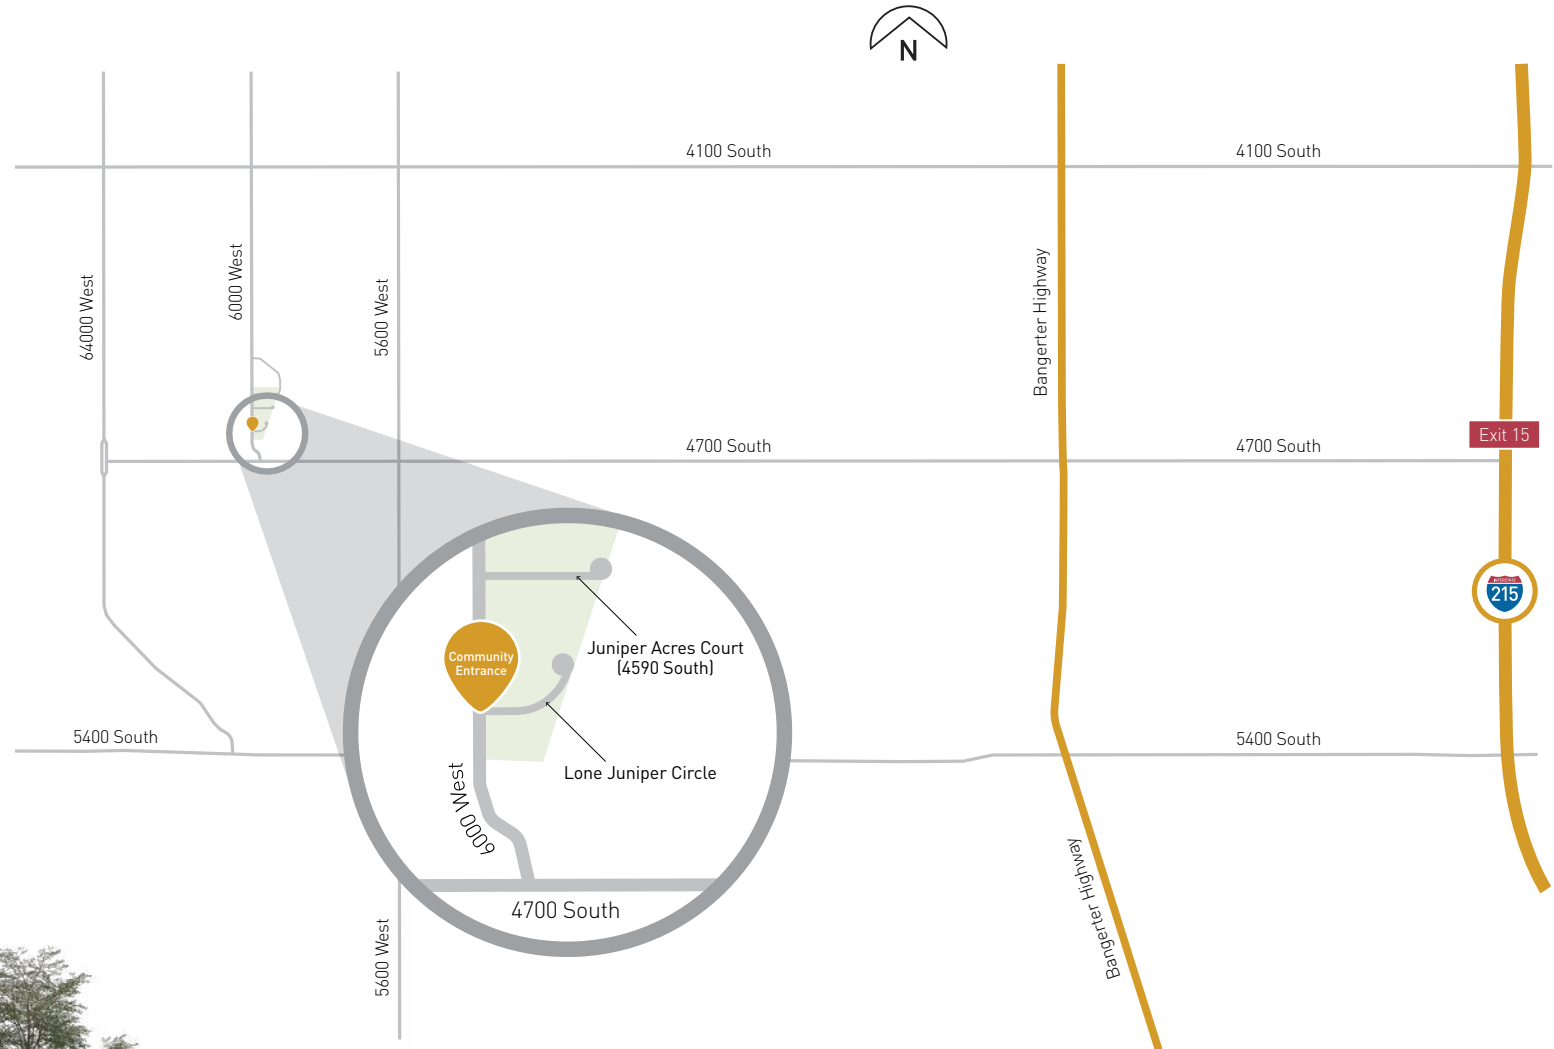 N
4100 South
4100 South
64000 West
6000 West
5600 West
Bangerter Highway
Exit 15
4700 South
4700 South
INTERSTATE
215
Community
Entrance
Juniper Acres Court
(4590 South)
Lone Juniper Circle
6000 West
4700 South
5400 South
5400 South
Bangerter Highway
5600 West